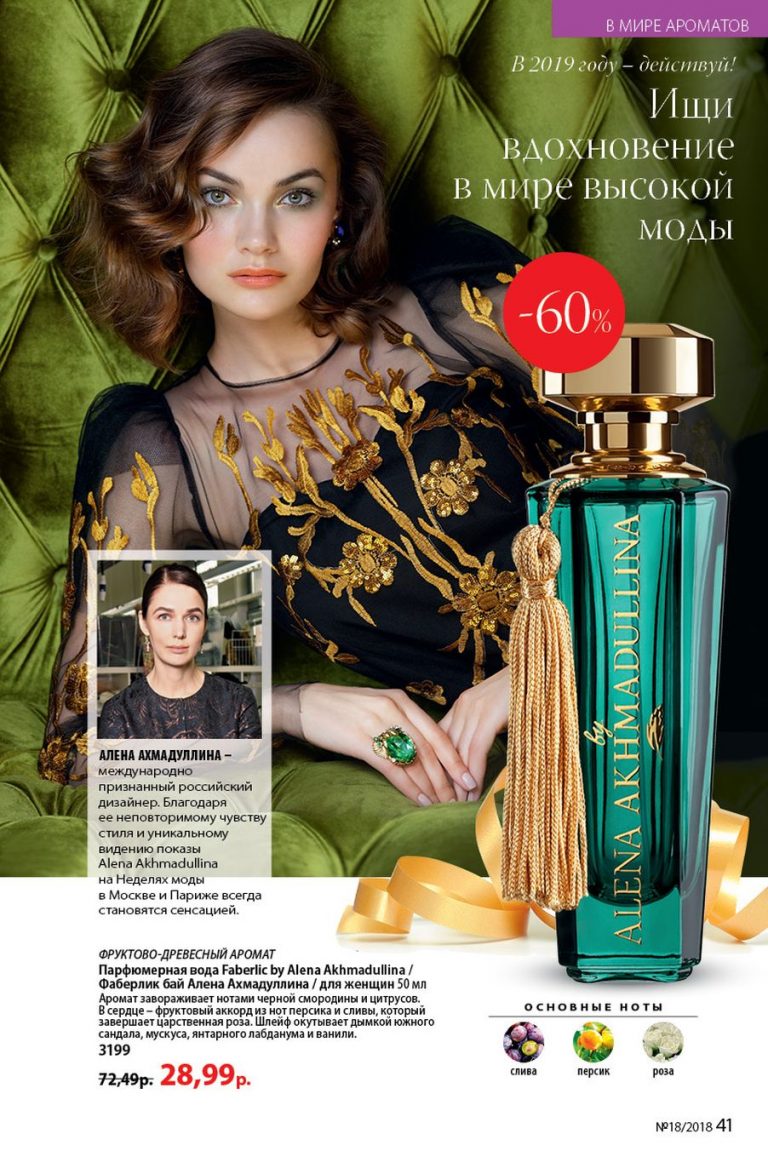 В МИРЕ АРОМАТОВ
В 2019 году – действуй!
Ищи
вдохновение
в мире высокой
моды
-60%
by
ALENA AKHMADULLINA
АЛЕНА АХМАДУЛЛИНА –
международно
признанный российский
дизайнер. Благодаря
ее неповторимому чувству
стиля и уникальному
видению показы
Alena Akhmadullina
на Неделях моды
в Москве и Париже всегда
становятся сенсацией.
ФРУКТОВО-ДРЕВЕСНЫЙ АРОМАТ
Парфюмерная вода Faberlic by Alena Akhmadullina /
Фаберлик бай Алена Ахмадуллина / для женщин 50 мл
Аромат завораживает нотами черной смородины и цитрусов.
В сердце – фруктовый аккорд из нот персика и сливы, который
завершает царственная роза. Шлейф окутывает дымкой южного
сандала, мускуса, янтарного лабданума и ванили.
3199
72,49р. 28,99р.
ОСНОВНЫЕ НОТЫ
слива персик роза
№18/2018 41